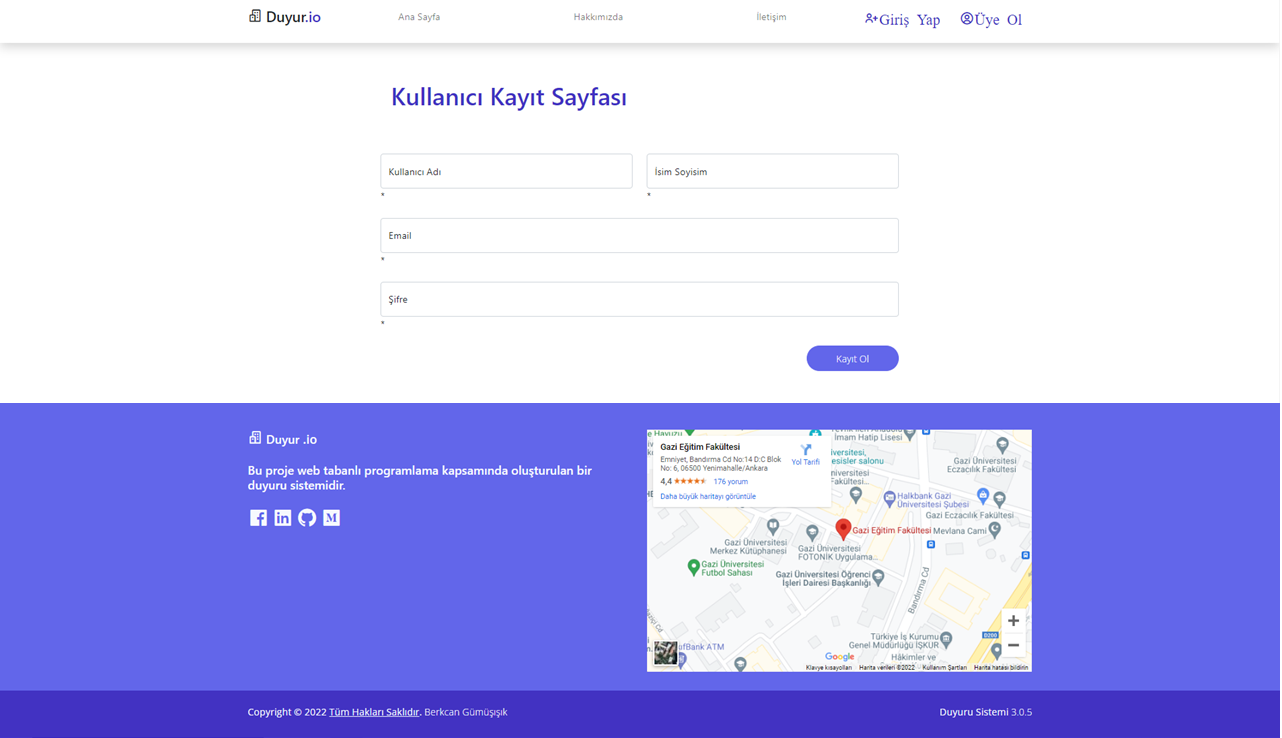 Duyur.io
Ana Sayfa
Hakkımızda
İletişim
Giriş Yap
Üye Ol
Kullanıcı Kayıt Sayfası
Kullanıcı Adı
İsim Soyisim
*
*
Email
*
Şifre
*
Kayıt Ol
Duyur .io
Bu proje web tabanlı programlama kapsamında oluşturulan bir
duyuru sistemidir.
Gazi Eğitim Fakültesi
Emniyet, Bandırma Cd No:14 D:C Blok
No: 6, 06500 Yenimahalle/Ankara
Yol Tarifi
4,4
176 yorum
Daha büyük haritayı görüntüle
İmam Hatip Lisesi
Gazi Üniversitesi
Eczacılık Fakültesi
Halkbank Gazi
Üniversitesi Şubesi
Gazi Eczacılık Fakültesi
Gazi Eğitim Fakültesi
Mevlana Cami
Gazi Üniversitesi
Merkez Kütüphanesi
Gazi Üniversitesi
FOTONİK Uygulama...
Gazi Üniversitesi
Futbol Sahası
Gazi Üniversitesi Öğrenci
İşleri Dairesi Başkanlığı
Bandırma Cd
Türkiye İş Kurumu
Genel Müdürlüğü İŞKUR
D200
Hâkimler ve
Google
Klavye kısayolları
Harita verileri ©2022
Kullanım Şartları
Harita hatası bildirin
Copyright © 2022 Tüm Hakları Saklıdır. Berkcan Gümüşışık
Duyuru Sistemi 3.0.5